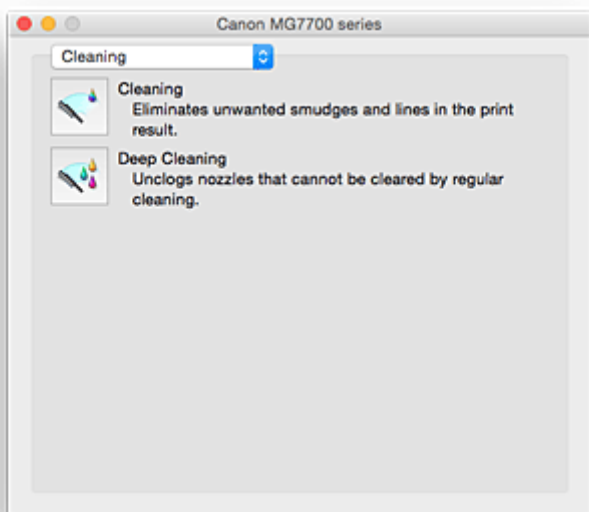 Canon MG7700 series
Cleaning
Cleaning
Eliminates unwanted smudges and lines in the print
result.
Deep Cleaning
Unclogs nozzles that cannot be cleared by regular
cleaning.